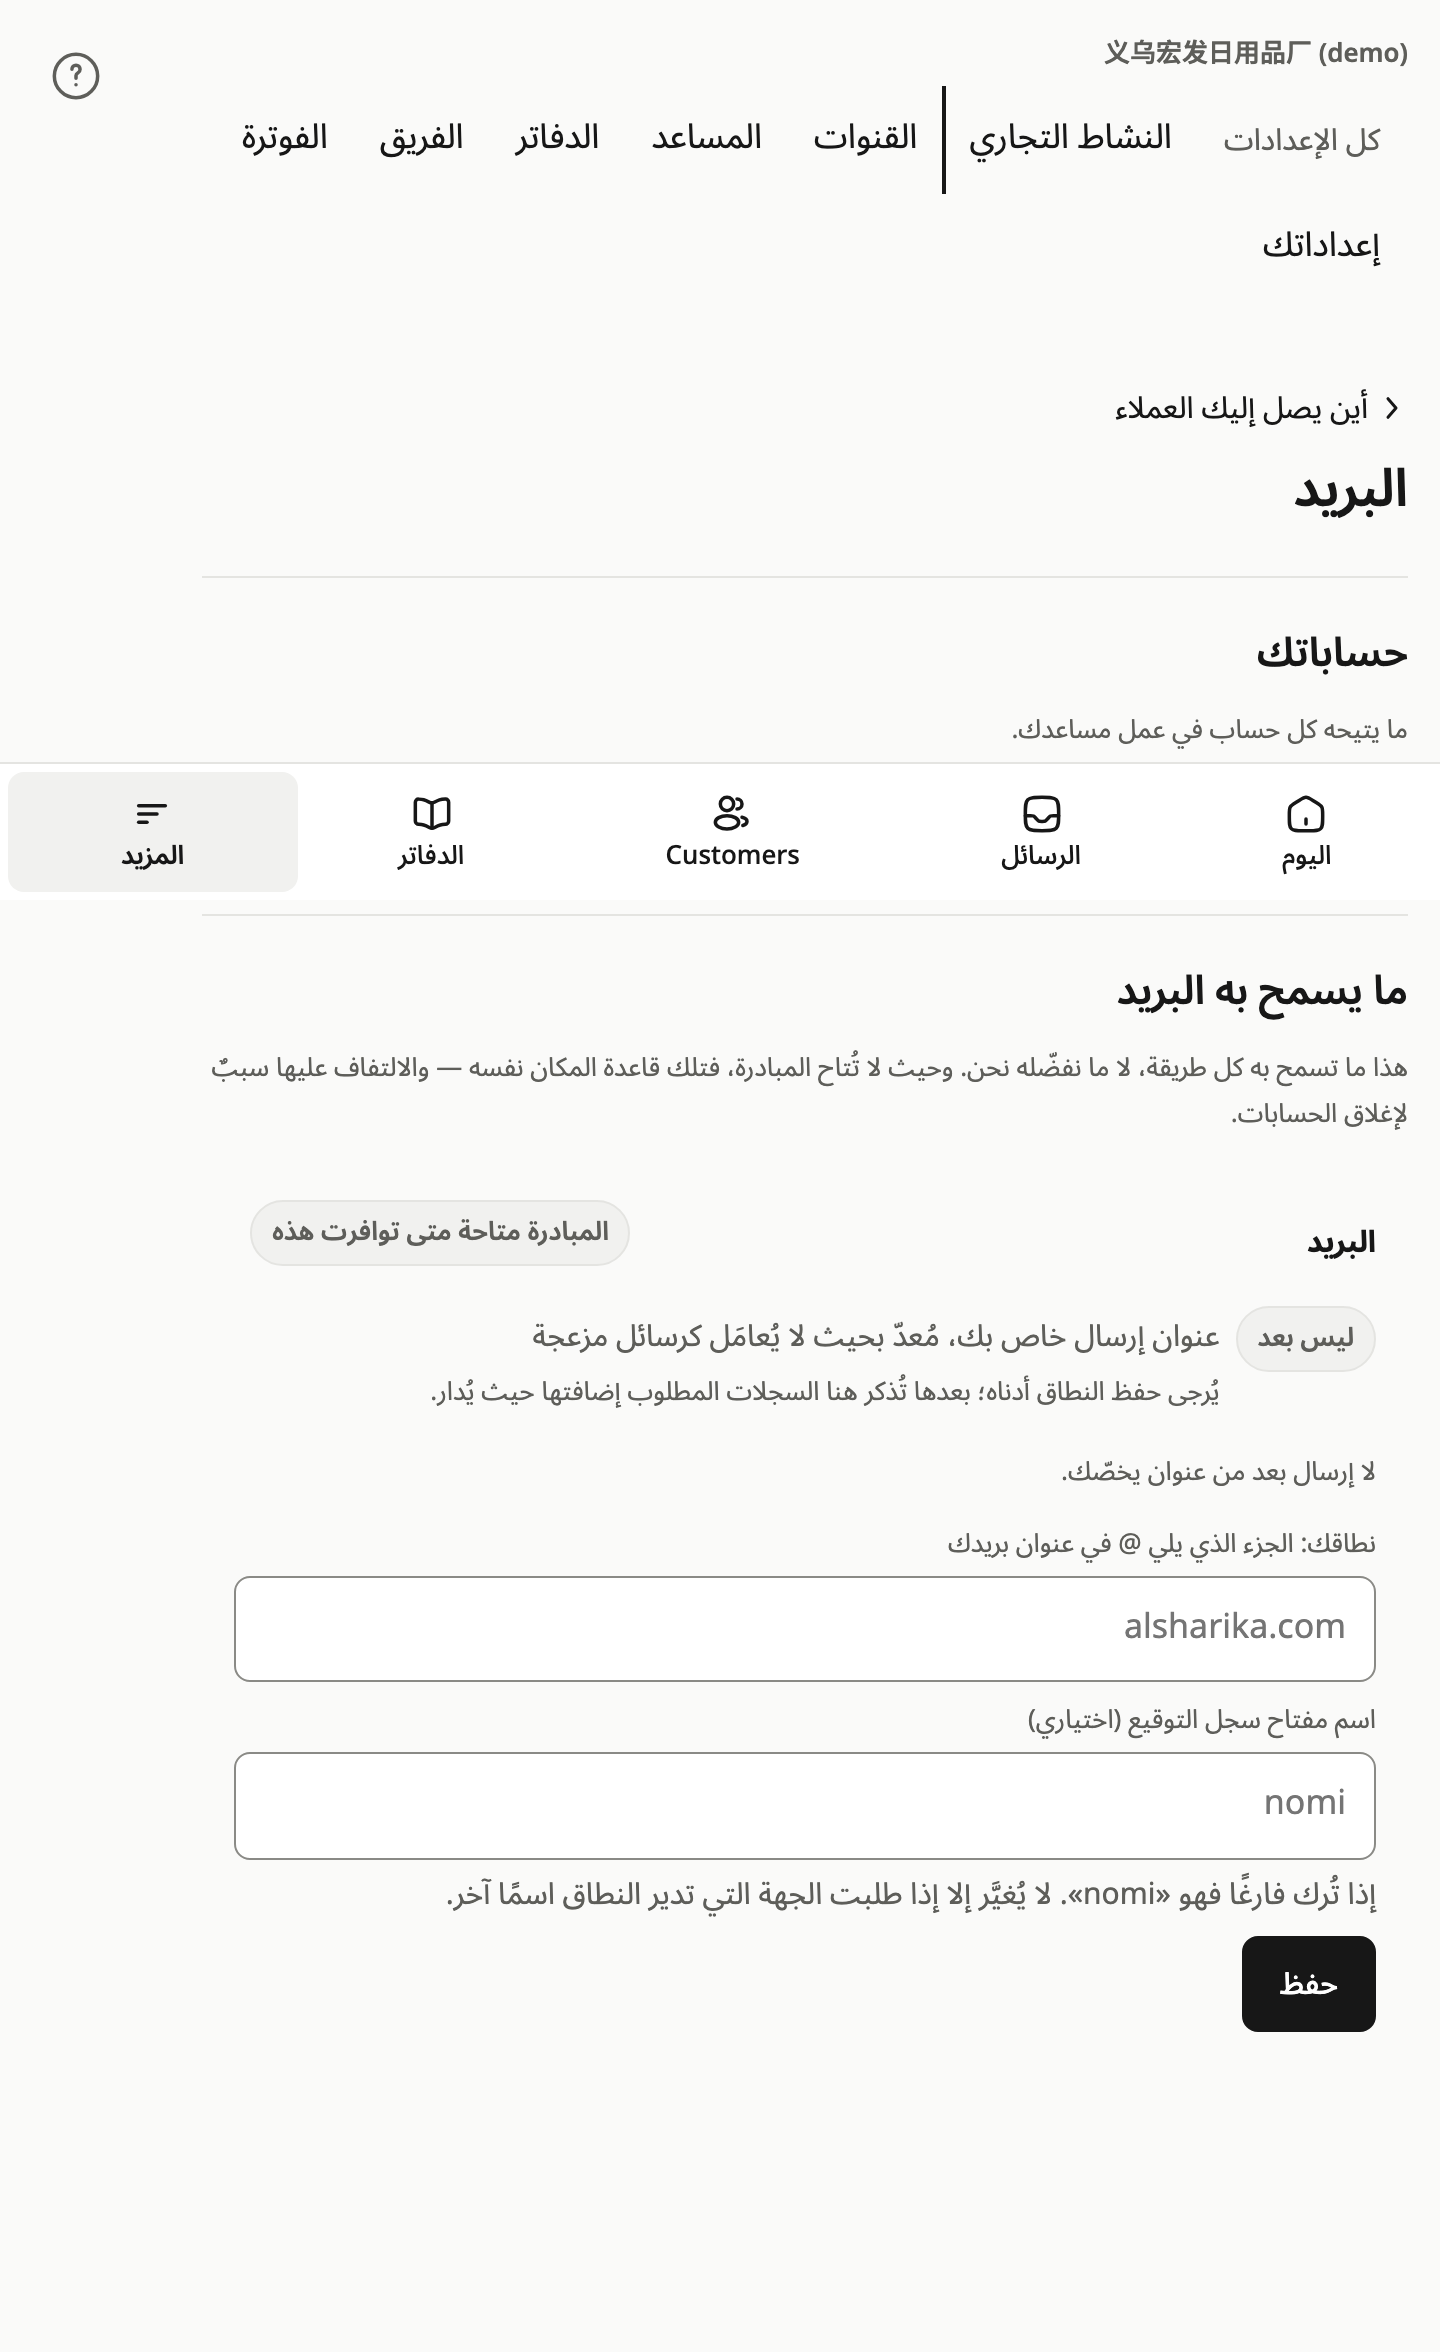 义乌宏发日用品厂 (demo)
كل الإعدادات
النشاط التجاري
القنوات
المساعد
الدفاتر
الفريق
الفوترة
إعداداتك
أين يصل إليك العملاء
البريد
حساباتك
ما يتيحه كل حساب في عمل مساعدك.
اليوم
الرسائل
Customers
الدفاتر
المزيد
ما يسمح به البريد
هذا ما تسمح به كل طريقة، لا ما نفضّله نحن. وحيث لا تُتاح المبادرة، فتلك قاعدة المكان نفسه — والالتفاف عليها سببٌ
لإغلاق الحسابات.
البريد
المبادرة متاحة متى توافرت هذه
ليس بعد
عنوان إرسال خاص بك، مُعدّ بحيث لا يُعامَل كرسائل مزعجة
يُرجى حفظ النطاق أدناه؛ بعدها تُذكر هنا السجلات المطلوب إضافتها حيث يُدار.
لا إرسال بعد من عنوان يخصّك.
نطاقك: الجزء الذي يلي @ في عنوان بريدك
alsharika.com
اسم مفتاح سجل التوقيع (اختياري)
nomi
إذا تُرك فارغًا فهو «nomi». لا يُغيَّر إلا إذا طلبت الجهة التي تدير النطاق اسمًا آخر.
حفظ